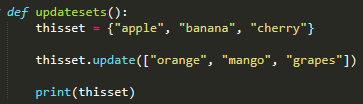 def updatesets():
    thisset = {"apple", "banana", "cherry"}
    thisset.update(["orange", "mango", "grapes"])
    print(thisset)